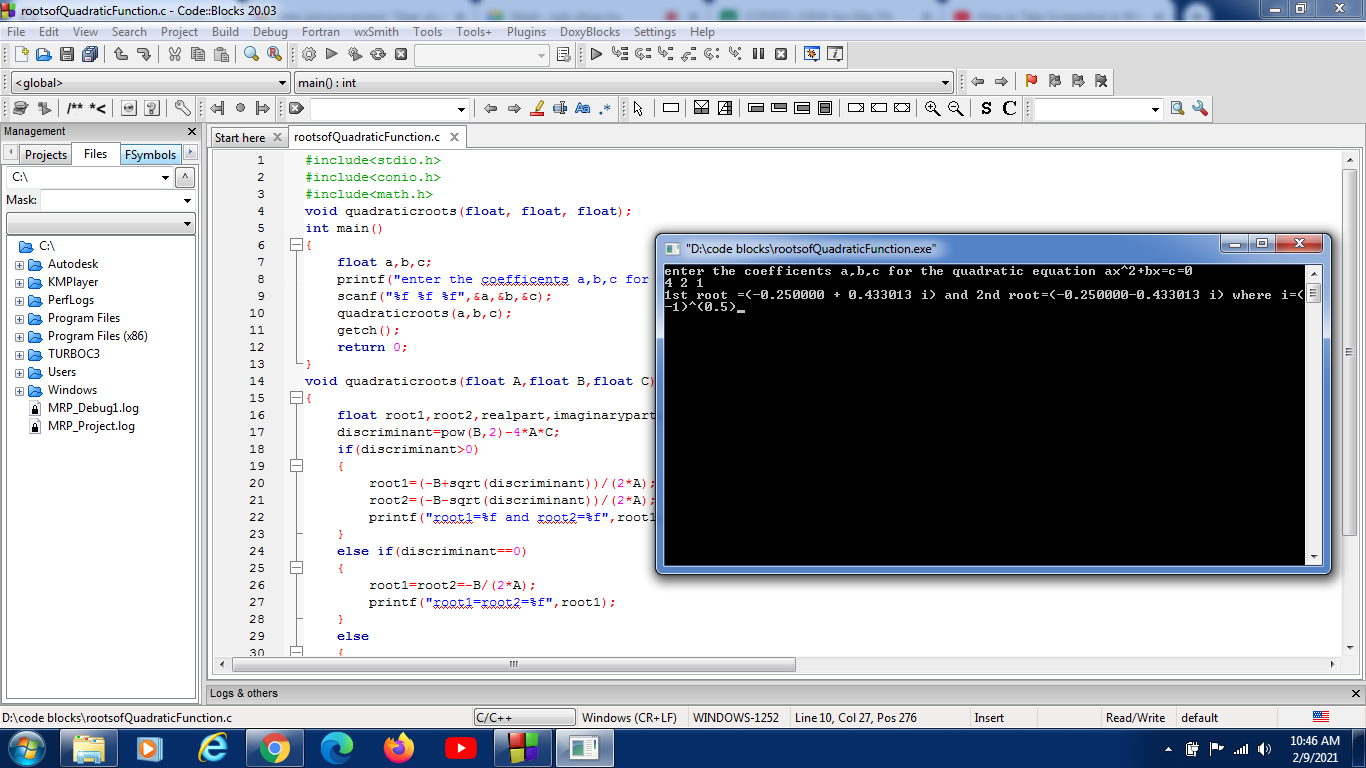 rootsofQuadraticFunction.c - Code::Blocks 20.03
File Edit View Search Project Build Debug Fortran wxSmith Tools Tools+ Plugins DoxyBlocks Settings Help
<global> main() : int
/** *< Aa .* S C
Management
Projects Files FSymbols
C:\ ^
Mask:
C:\
Autodesk
KMPlayer
PerfLogs
Program Files
Program Files (x86)
TURBOC3
Users
Windows
MRP_Debug1.log
MRP_Project.log
Start here rootsofQuadraticFunction.c
1 #include<stdio.h>
2 #include<conio.h>
3 #include<math.h>
4 void quadraticroots(float, float, float);
5 int main()
6 {
7 float a,b,c;
8 printf("enter the coefficents a,b,c for
9 scanf("%f %f %f",&a,&b,&c);
10 quadraticroots(a,b,c);
11 getch();
12 return 0;
13 }
14 void quadraticroots(float A,float B,float C)
15 {
16 float root1,root2,realpart,imaginarypart
17 discriminant=pow(B,2)-4*A*C;
18 if(discriminant>0)
19 {
20 root1=(-B+sqrt(discriminant))/(2*A);
21 root2=(-B-sqrt(discriminant))/(2*A);
22 printf("root1=%f and root2=%f",root1
23 }
24 else if(discriminant==0)
25 {
26 root1=root2=-B/(2*A);
27 printf("root1=root2=%f",root1);
28 }
29 else
30 {
"D:\code blocks\rootsofQuadraticFunction.exe"
enter the coefficents a,b,c for the quadratic equation ax^2+bx=c=0
4 2 1
1st root =(-0.250000 + 0.433013 i) and 2nd root=(-0.250000-0.433013 i) where i=(
-1)^(0.5)_
Logs & others
D:\code blocks\rootsofQuadraticFunction.c C/C++ Windows (CR+LF) WINDOWS-1252 Line 10, Col 27, Pos 276 Insert Read/Write default
10:46 AM
2/9/2021